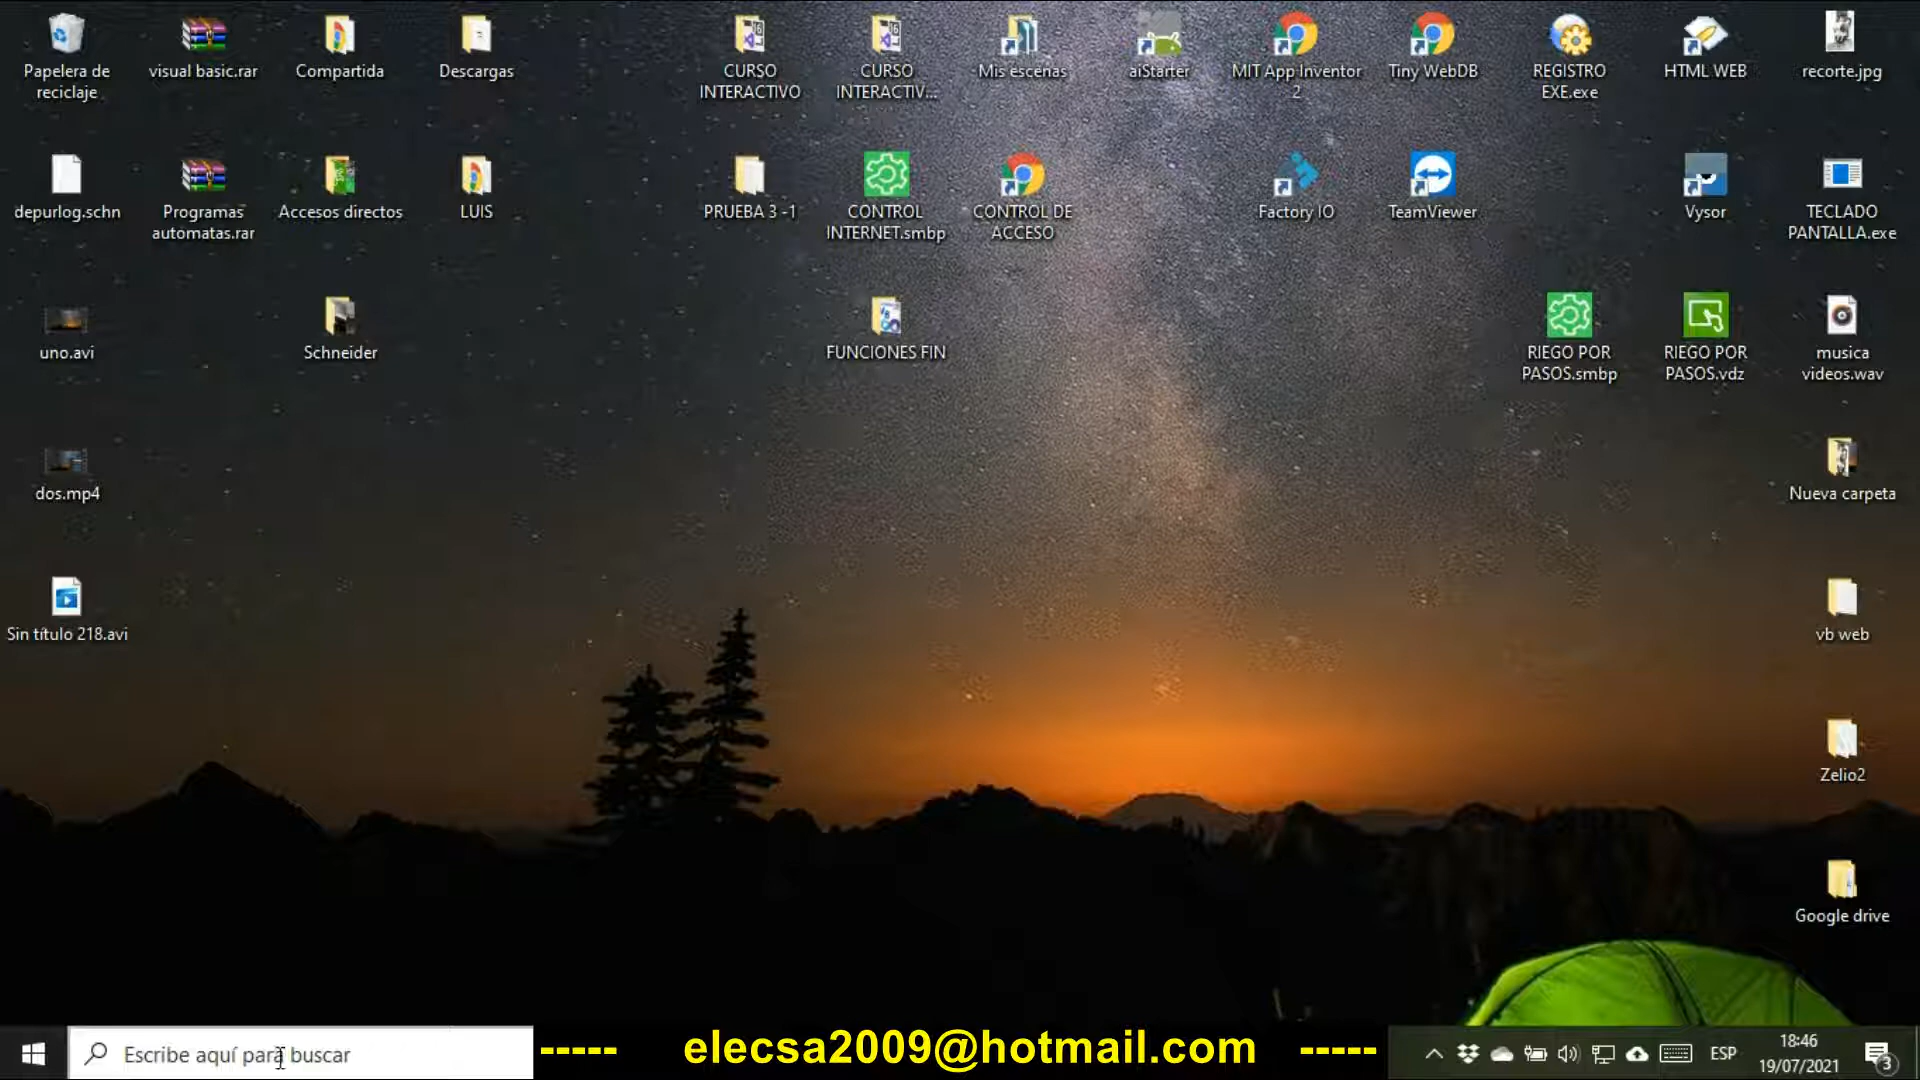 Papelera de
reciclaje
visual basic.rar
Compartida
Descargas
CURSO
INTERACTIVO
CURSO
INTERACTIV...
Mis escenas
aiStarter
MIT App Inventor
2
Tiny WebDB
REGISTRO
EXE.exe
HTML WEB
recorte.jpg
depurlog.schn
Programas
automatas.rar
Accesos directos
LUIS
PRUEBA 3 -1
CONTROL
INTERNET.smbp
CONTROL DE
ACCESO
Factory IO
TeamViewer
Vysor
TECLADO
PANTALLA.exe
uno.avi
Schneider
FUNCIONES FIN
RIEGO POR
PASOS.smbp
RIEGO POR
PASOS.vdz
musica
videos.wav
dos.mp4
Nueva carpeta
Sin título 218.avi
vb web
Zelio2
Google drive
Escribe aquí para buscar
----- elecsa2009@hotmail.com -----
ESP
18:46
19/07/2021
3